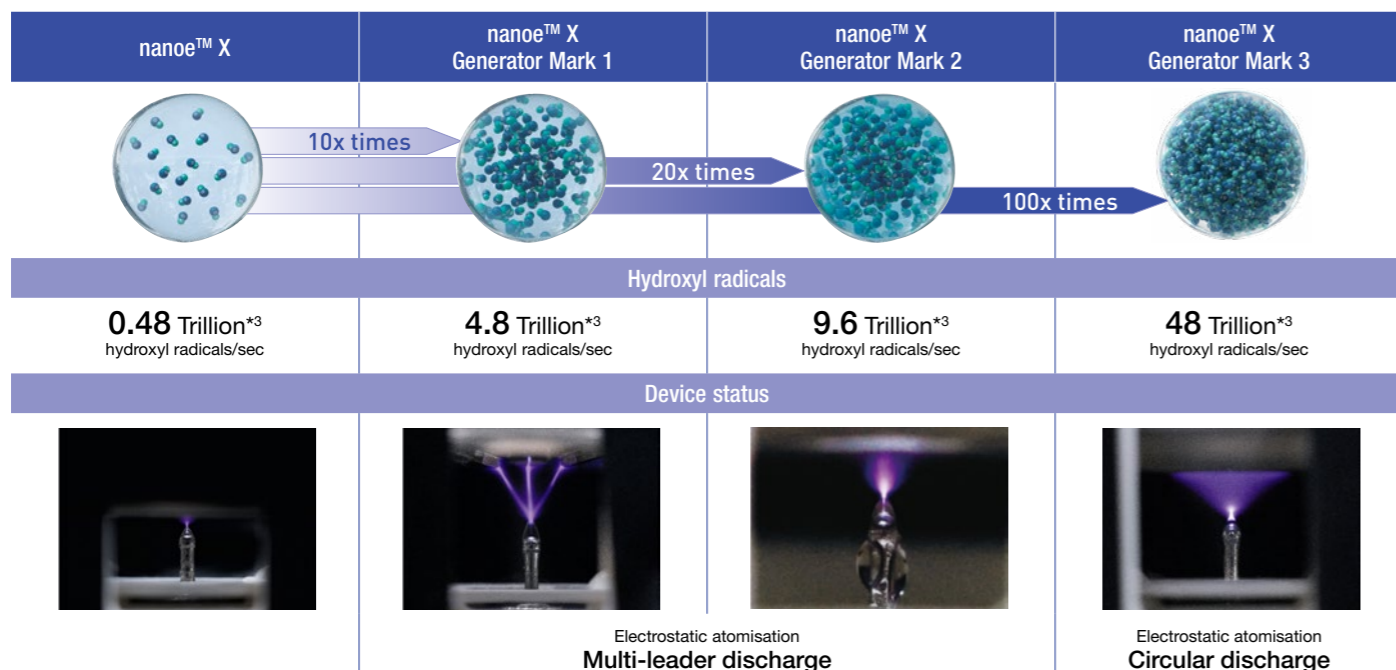 nanoe™ X
nanoe™ X
Generator Mark 1
nanoe™ X
Generator Mark 2
nanoe™ X
Generator Mark 3
10x times
20x times
100x times
Hydroxyl radicals
0.48 Trillion*3
hydroxyl radicals/sec
4.8 Trillion*3
hydroxyl radicals/sec
9.6 Trillion*3
hydroxyl radicals/sec
48 Trillion*3
hydroxyl radicals/sec
Device status
Electrostatic atomisation
Multi-leader discharge
Electrostatic atomisation
Circular discharge